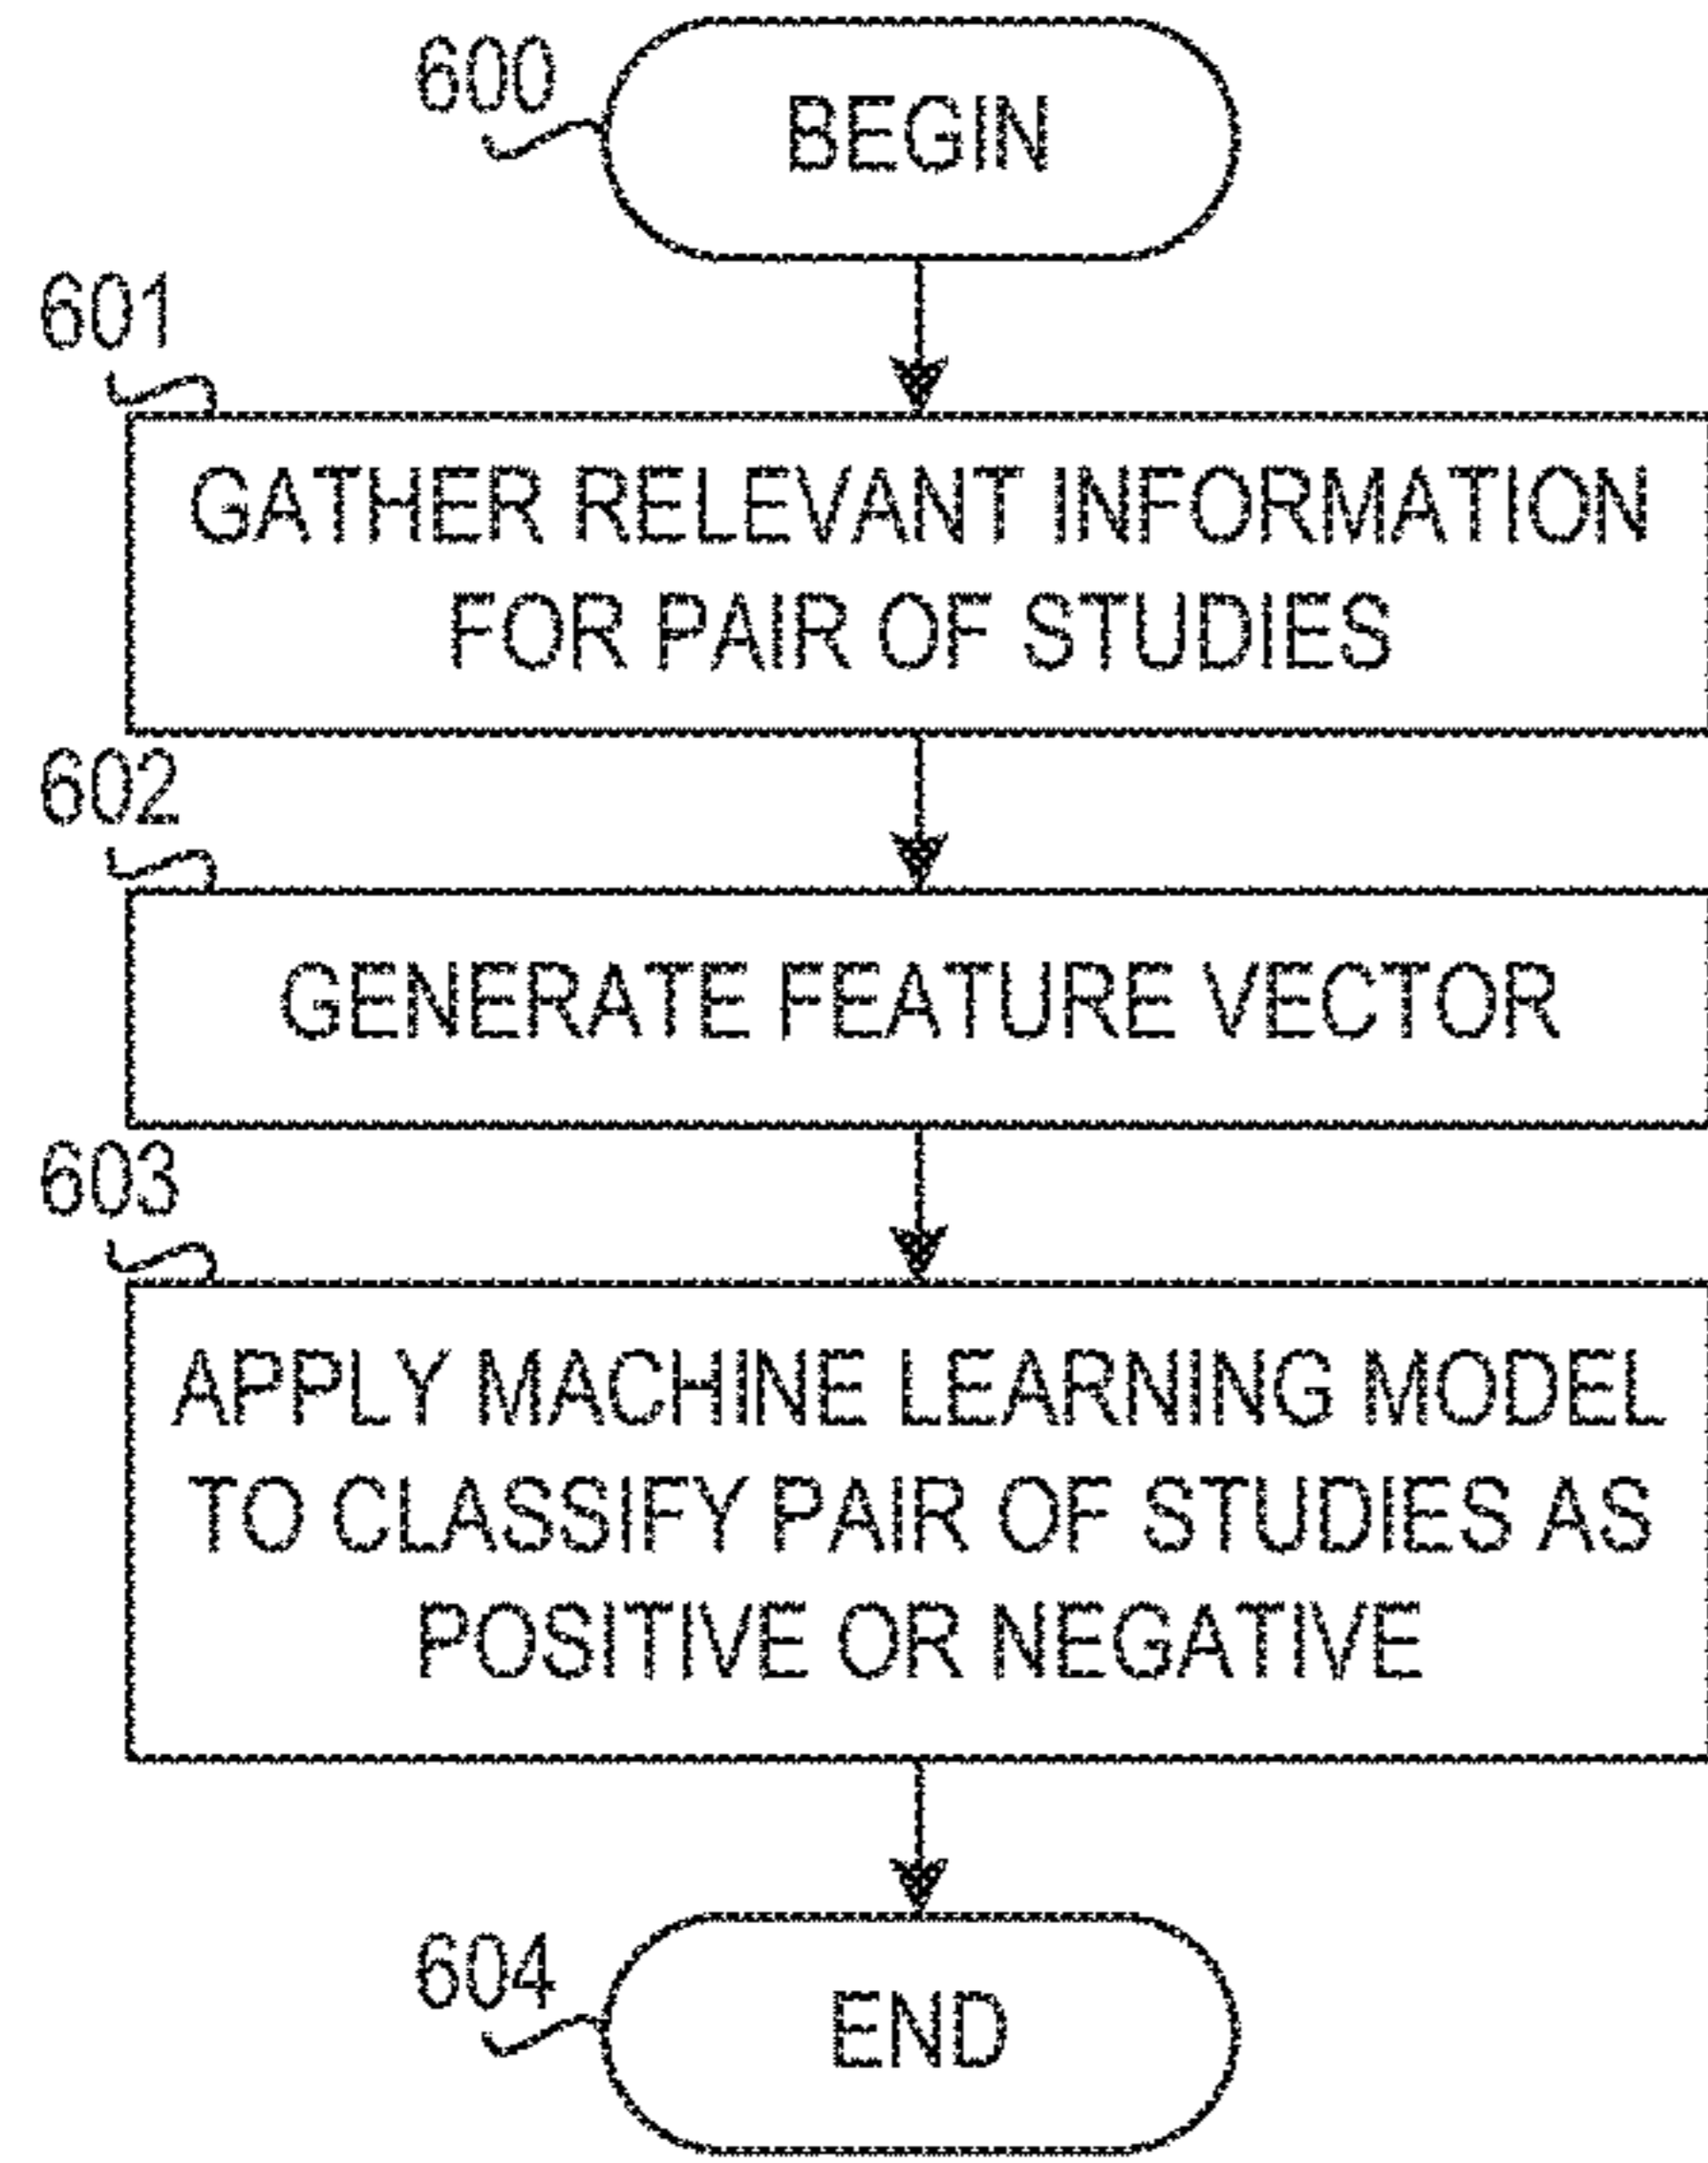 600
BEGIN
601
GATHER RELEVANT INFORMATION
FOR PAIR OF STUDIES
602
GENERATE FEATURE VECTOR
603
APPLY MACHINE LEARNING MODEL
TO CLASSIFY PAIR OF STUDIES AS
POSITIVE OR NEGATIVE
604
END